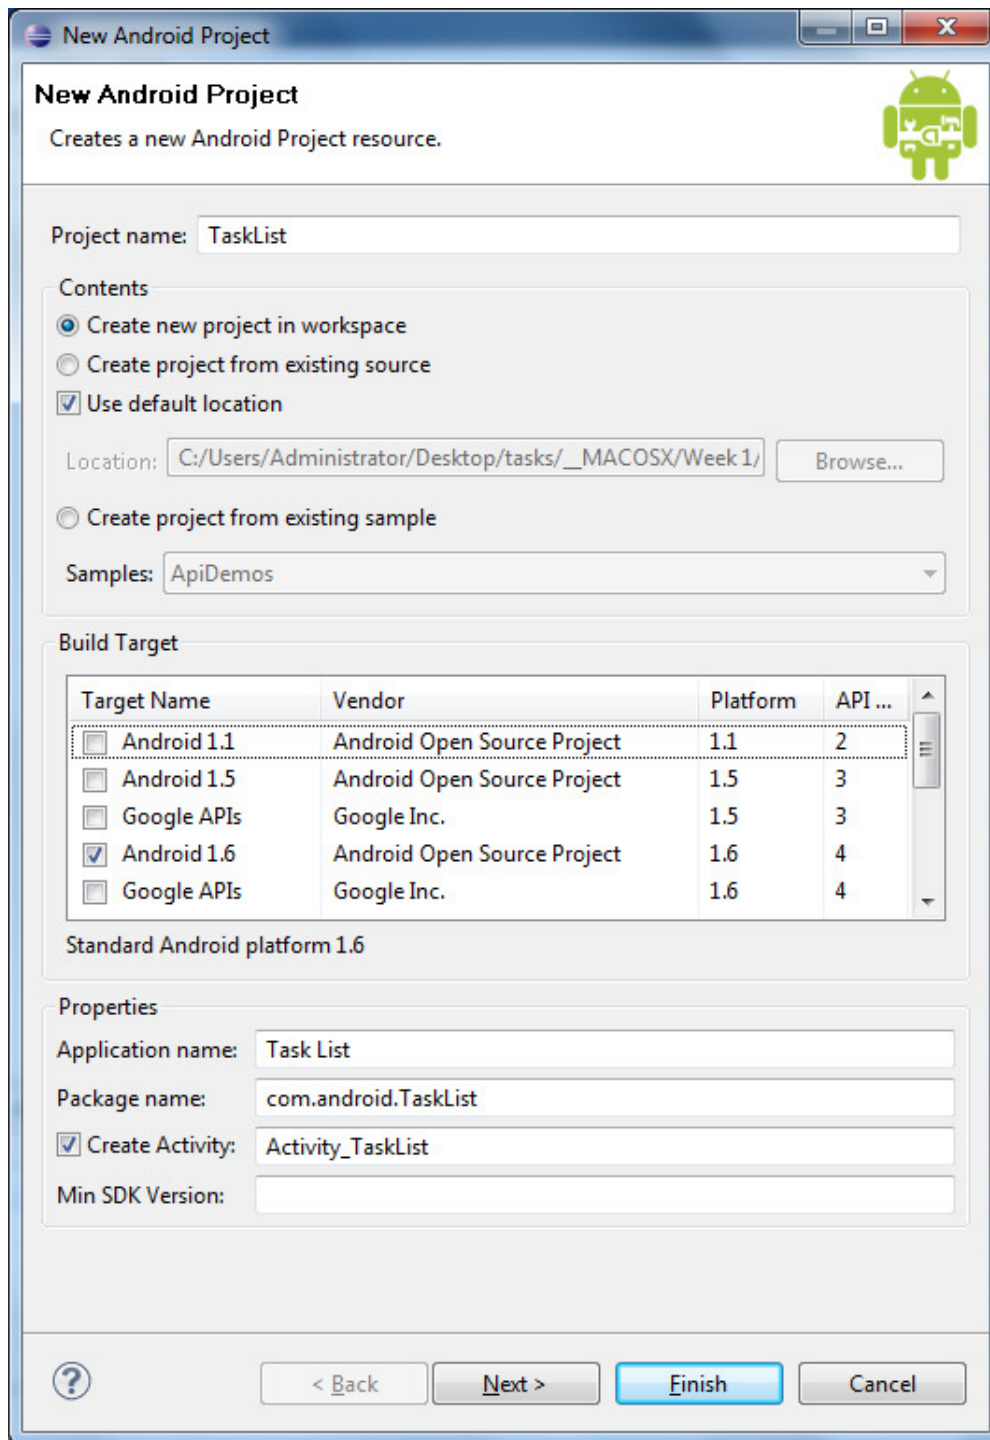 New Android Project
New Android Project
Creates a new Android Project resource.
Project name: TaskList
Contents
Create new project in workspace
Create project from existing source
Use default location
Location: C:/Users/Administrator/Desktop/tasks/__MACOSX/Week 1/ Browse...
Create project from existing sample
Samples: ApiDemos
Build Target
Target Name Vendor Platform API ...
Android 1.1 Android Open Source Project 1.1 2
Android 1.5 Android Open Source Project 1.5 3
Google APIs Google Inc. 1.5 3
Android 1.6 Android Open Source Project 1.6 4
Google APIs Google Inc. 1.6 4
Standard Android platform 1.6
Properties
Application name: Task List
Package name: com.android.TaskList
Create Activity: Activity_TaskList
Min SDK Version:
? < Back Next > Finish Cancel